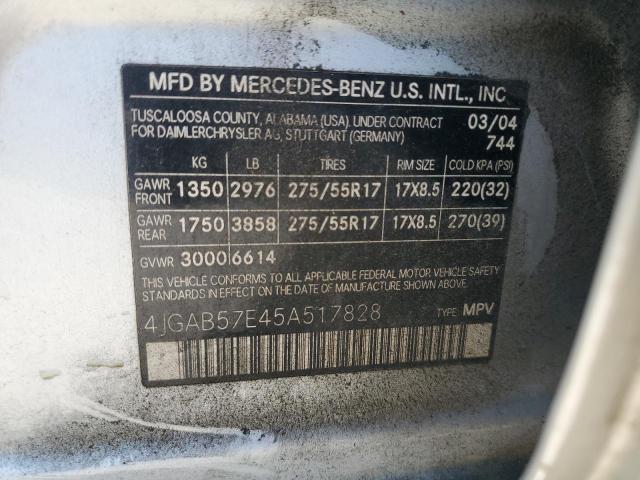 MFD BY MERCEDES-BENZ U.S. INTL., INC
TUSCALOOSA COUNTY, ALABAMA (USA). UNDER CONTRACT 03/04
FOR DAIMLERCHRYSLER AG, STUTTGART (GERMANY) 744
KG LB TIRES RIM SIZE COLD KPA (PSI)
GAWR FRONT 1350 2976 275/55R17 17X8.5 220(32)
GAWR REAR 1750 3858 275/55R17 17X8.5 270(39)
GVWR 3000 6614
THIS VEHICLE CONFORMS TO ALL APPLICABLE FEDERAL MOTOR VEHICLE SAFETY
STANDARDS IN EFFECT ON THE DATE OF MANUFACTURE SHOWN ABOVE.
4JGAB57E45A517828 TYPE MPV